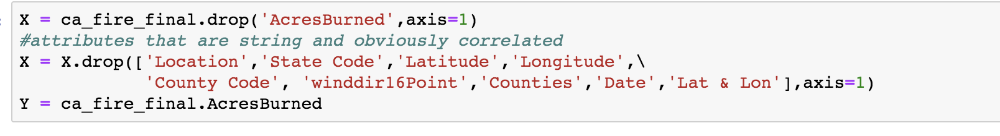 X = ca_fire_final.drop('AcresBurned',axis=1)
#attributes that are string and obviously correlated
X = X.drop(['Location','State Code','Latitude','Longitude',\
'County Code', 'winddir16Point','Counties','Date','Lat & Lon'],axis=1)
Y = ca_fire_final.AcresBurned